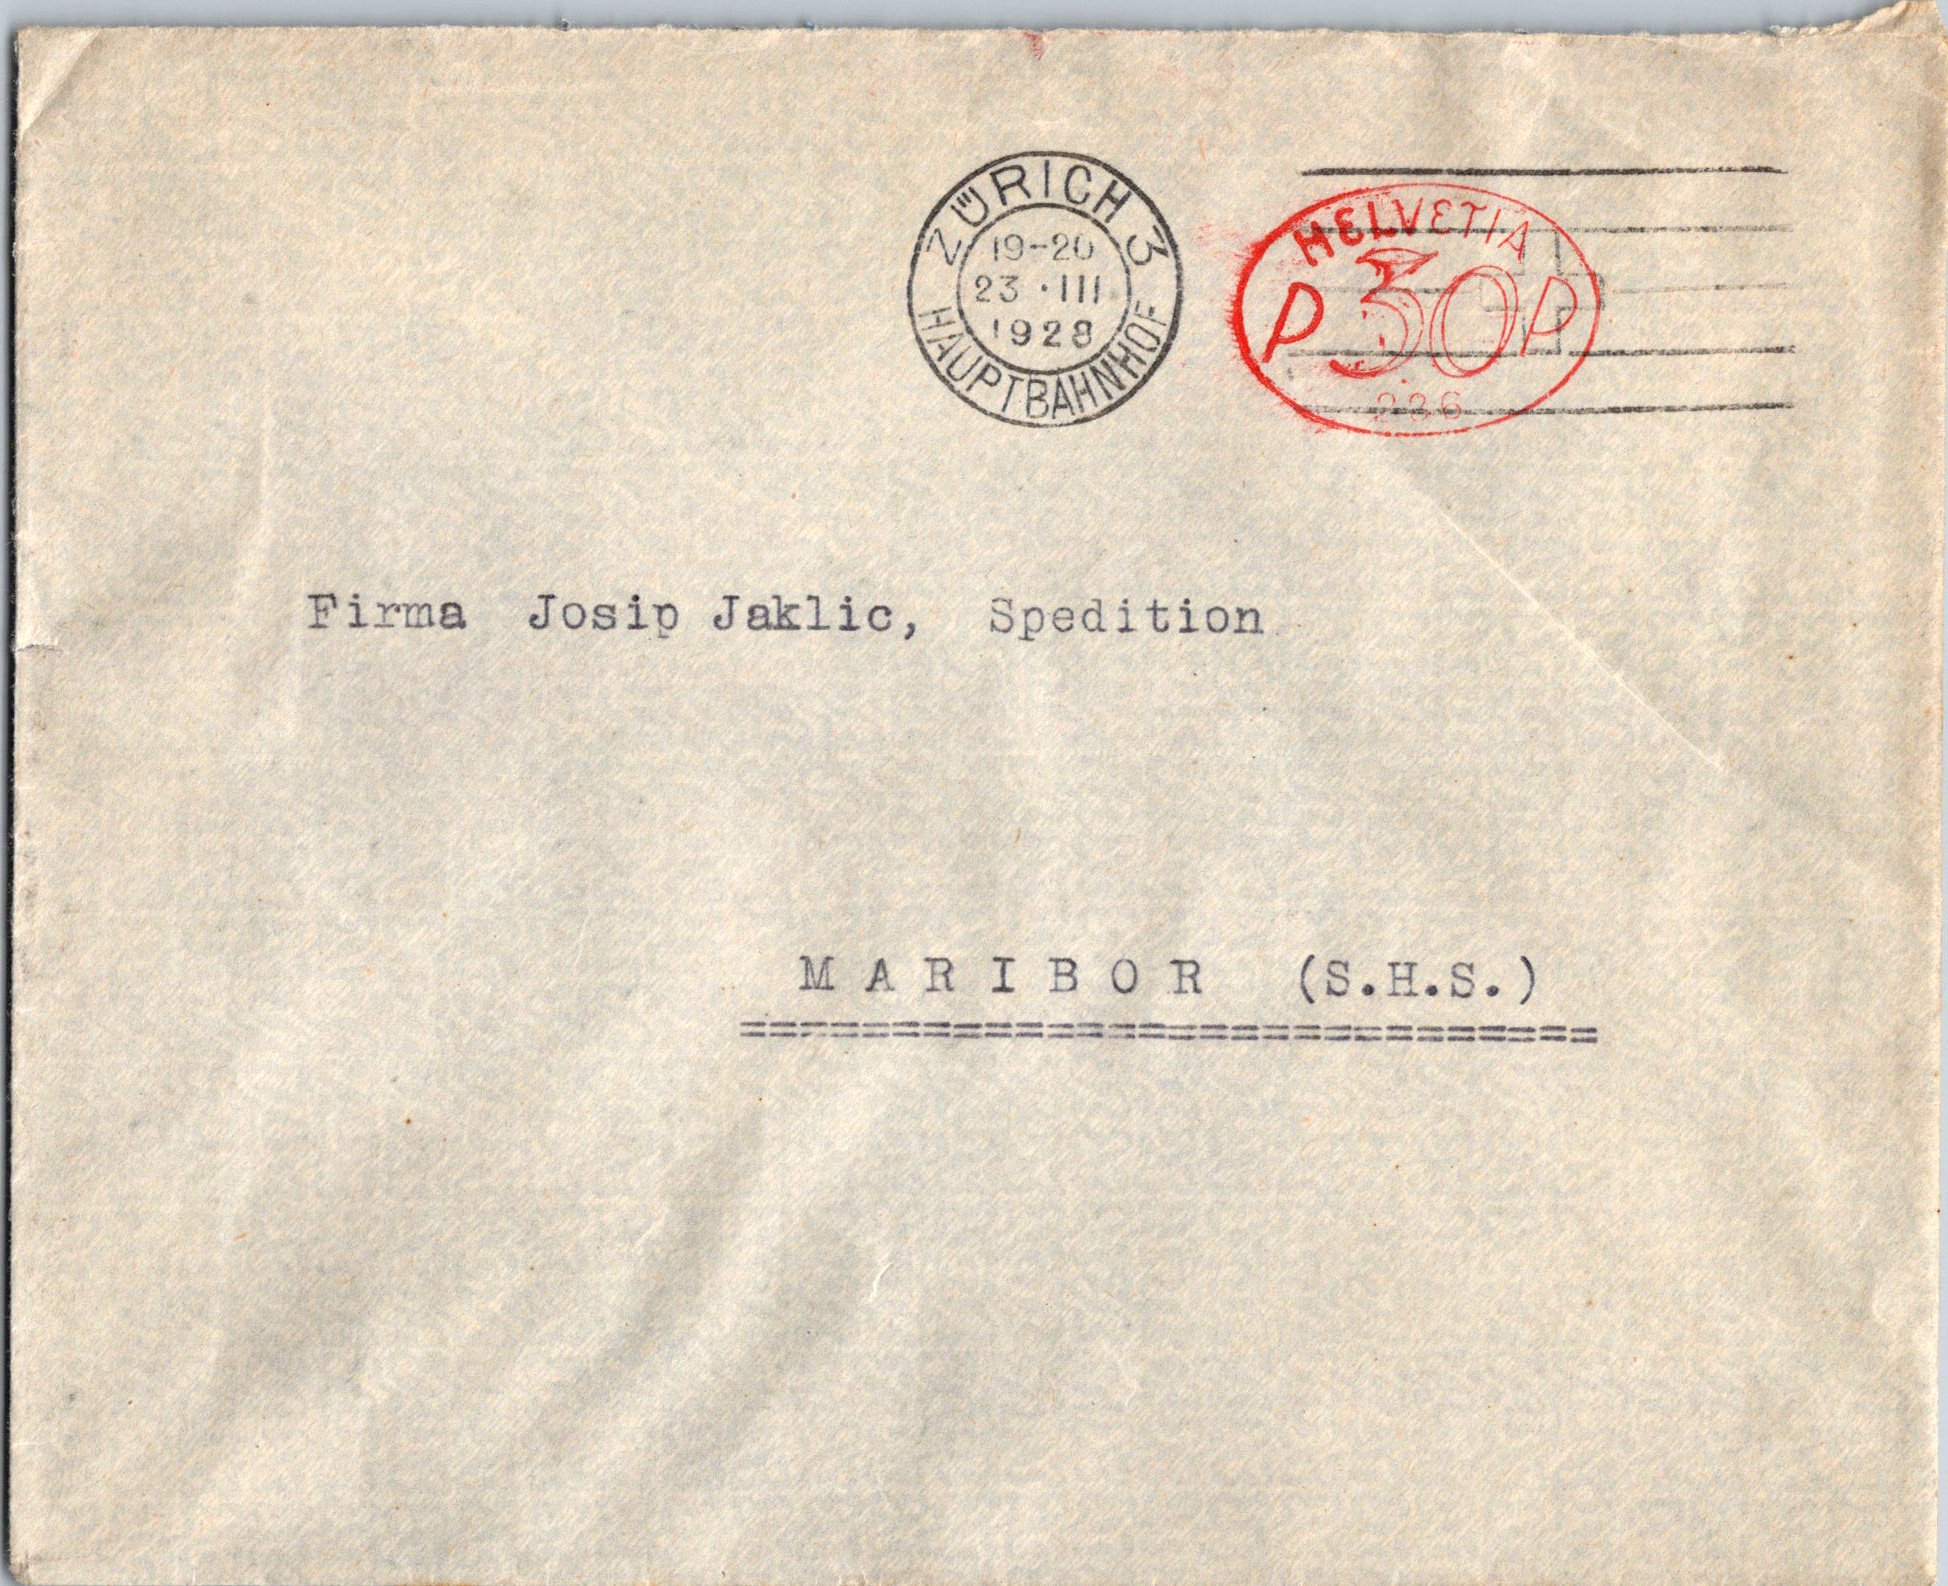 ZÜRICH 3
19-20
23 · III
1928
HAUPTBAHNHOF
HELVETIA
P 30 P
236
Firma Josip Jaklic, Spedition
MARIBOR (S.H.S.)